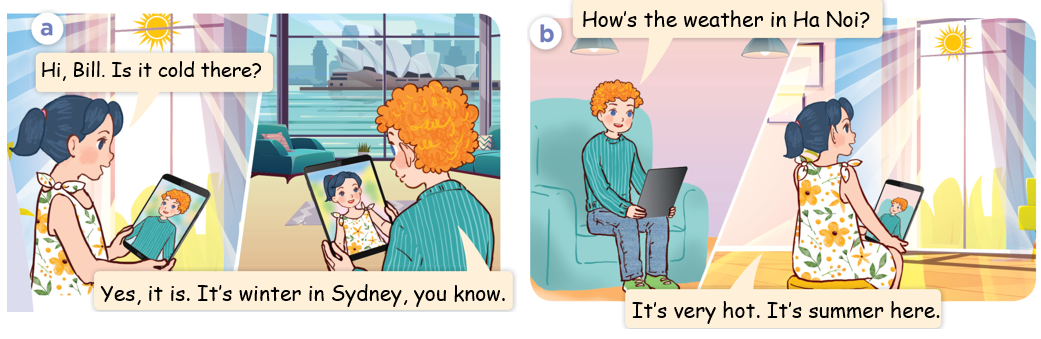 a
Hi, Bill. Is it cold there?
Yes, it is. It's winter in Sydney, you know.
b
How's the weather in Ha Noi?
It's very hot. It's summer here.